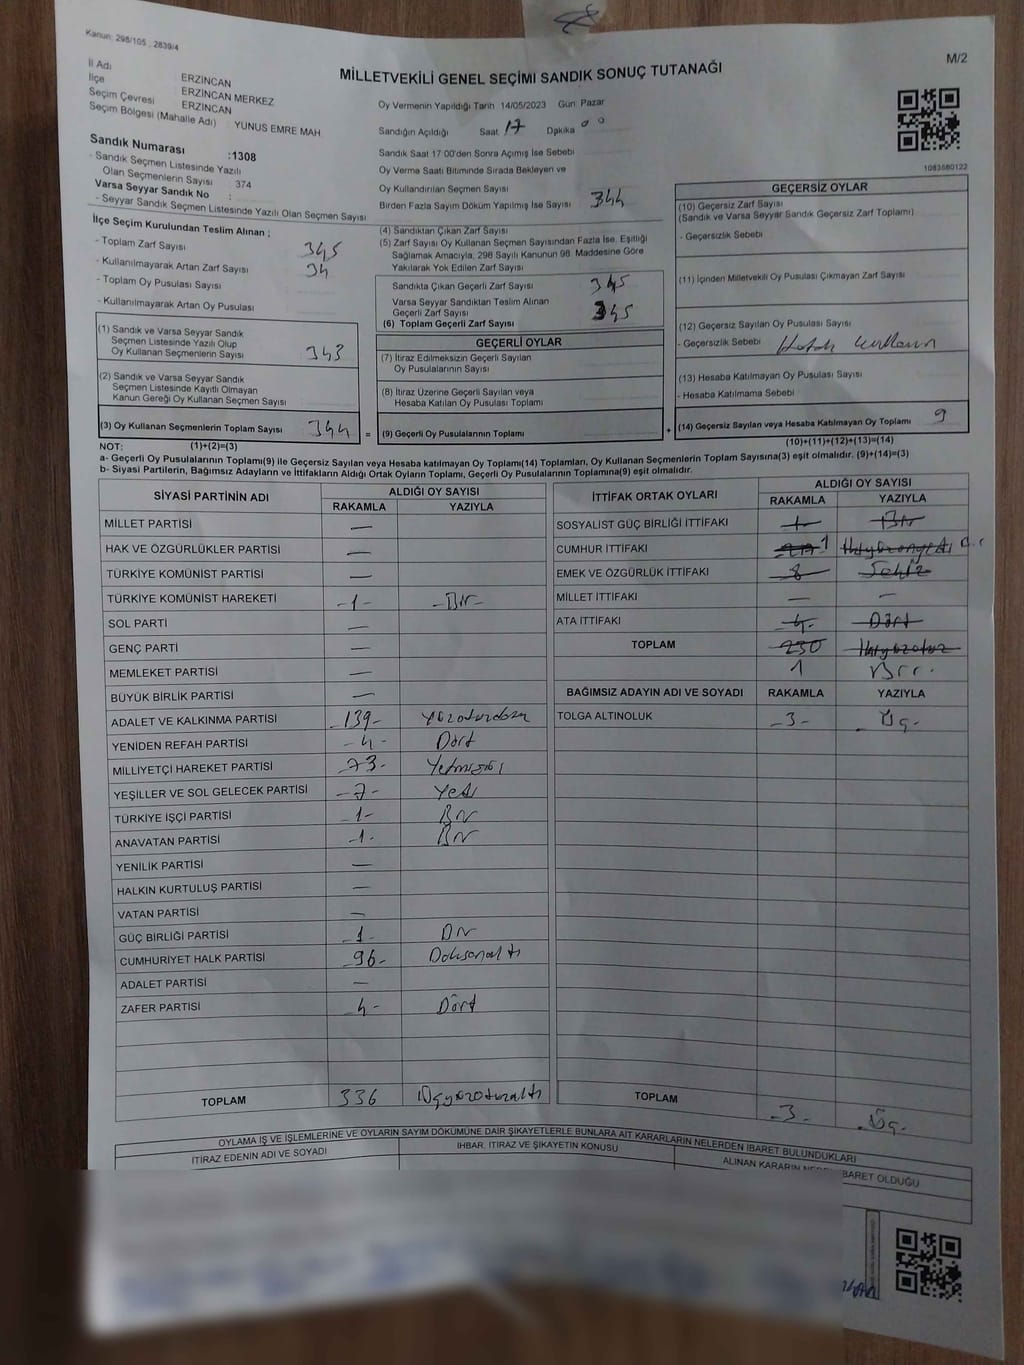 Kanun: 298/105 , 2839/4
M/2
MİLLETVEKİLİ GENEL SEÇİMİ SANDIK SONUÇ TUTANAĞI
İl Adı ERZİNCAN
İlçe ERZİNCAN MERKEZ
Seçim Çevresi ERZİNCAN
Seçim Bölgesi (Mahalle Adı) : YUNUS EMRE MAH
Sandık Numarası :1308
- Sandık Seçmen Listesinde Yazılı
Olan Seçmenlerin Sayısı : 374
Varsa Seyyar Sandık No :
- Seyyar Sandık Seçmen Listesinde Yazılı Olan Seçmen Sayısı
İlçe Seçim Kurulundan Teslim Alınan ;
- Toplam Zarf Sayısı 345
- Kullanılmayarak Artan Zarf Sayısı 34
- Toplam Oy Pusulası Sayısı
- Kullanılmayarak Artan Oy Pusulası
(1) Sandık ve Varsa Seyyar Sandık
Seçmen Listesinde Yazılı Olup
Oy Kullanan Seçmenlerin Sayısı 343
(2) Sandık ve Varsa Seyyar Sandık
Seçmen Listesinde Kayıtlı Olmayan
Kanun Gereği Oy Kullanan Seçmen Sayısı
(3) Oy Kullanan Seçmenlerin Toplam Sayısı 344 =
Oy Vermenin Yapıldığı Tarih 14/05/2023 Gün: Pazar
Sandığın Açıldığı Saat 17 Dakika 00
Sandık Saat 17:00'den Sonra Açımış İse Sebebi
Oy Verme Saati Bitiminde Sırada Bekleyen ve
Oy Kullandırılan Seçmen Sayısı
Birden Fazla Sayım Döküm Yapılmış İse Sayısı 344
(4) Sandıktan Çıkan Zarf Sayısı
(5) Zarf Sayısı Oy Kullanan Seçmen Sayısından Fazla İse, Eşitliği
Sağlamak Amacıyla, 298 Sayılı Kanunun 98. Maddesine Göre
Yakılarak Yok Edilen Zarf Sayısı
Sandıkta Çıkan Geçerli Zarf Sayısı 345
Varsa Seyyar Sandıktan Teslim Alınan
Geçerli Zarf Sayısı 345
(6) Toplam Geçerli Zarf Sayısı
GEÇERLİ OYLAR
(7) İtiraz Edilmeksizin Geçerli Sayılan
Oy Pusulalarının Sayısı
(8) İtiraz Üzerine Geçerli Sayılan veya
Hesaba Katılan Oy Pusulası Toplamı
(9) Geçerli Oy Pusulalarının Toplamı +
1083580122
GEÇERSİZ OYLAR
(10) Geçersiz Zarf Sayısı
(Sandık ve Varsa Seyyar Sandık Geçersiz Zarf Toplamı)
- Geçersizlik Sebebi
(11) İçinden Milletvekili Oy Pusulası Çıkmayan Zarf Sayısı
(12) Geçersiz Sayılan Oy Pusulası Sayısı
- Geçersizlik Sebebi
(13) Hesaba Katılmayan Oy Pusulası Sayısı
- Hesaba Katılmama Sebebi
(14) Geçersiz Sayılan veya Hesaba Katılmayan Oy Toplamı 9
NOT: (1)+(2)=(3) (10)+(11)+(12)+(13)=(14)
a- Geçerli Oy Pusulalarının Toplamı(9) ile Geçersiz Sayılan veya Hesaba katılmayan Oy Toplamı(14) Toplamları, Oy Kullanan Seçmenlerin Toplam Sayısına(3) eşit olmalıdır. (9)+(14)=(3)
b- Siyasi Partilerin, Bağımsız Adayların ve İttifakların Aldığı Ortak Oyların Toplamı, Geçerli Oy Pusulalarının Toplamına(9) eşit olmalıdır.
SİYASİ PARTİNİN ADI ALDIĞI OY SAYISI
RAKAMLA YAZIYLA
MİLLET PARTİSİ —
HAK VE ÖZGÜRLÜKLER PARTİSİ —
TÜRKİYE KOMÜNİST PARTİSİ —
TÜRKİYE KOMÜNİST HAREKETİ -1- -Bir-
SOL PARTİ —
GENÇ PARTİ —
MEMLEKET PARTİSİ —
BÜYÜK BİRLİK PARTİSİ —
ADALET VE KALKINMA PARTİSİ -139-
YENİDEN REFAH PARTİSİ -4- Dört
MİLLİYETÇİ HAREKET PARTİSİ -73- Yetmişüç
YEŞİLLER VE SOL GELECEK PARTİSİ -7- Yedi
TÜRKİYE İŞÇİ PARTİSİ -1- Bir
ANAVATAN PARTİSİ -1- Bir
YENİLİK PARTİSİ —
HALKIN KURTULUŞ PARTİSİ —
VATAN PARTİSİ —
GÜÇ BİRLİĞİ PARTİSİ -1- Bir
CUMHURİYET HALK PARTİSİ -96- Doksanaltı
ADALET PARTİSİ —
ZAFER PARTİSİ -4- Dört
TOPLAM 336 Üçyüzotuzaltı
İTTİFAK ORTAK OYLARI ALDIĞI OY SAYISI
RAKAMLA YAZIYLA
SOSYALİST GÜÇ BİRLİĞİ İTTİFAKI 1 Bir
CUMHUR İTTİFAKI 1 Bir
EMEK VE ÖZGÜRLÜK İTTİFAKI 8 Sekiz
MİLLET İTTİFAKI — —
ATA İTTİFAKI 4- Dört
TOPLAM 230 İkiyüzotuz
1 Bir.
BAĞIMSIZ ADAYIN ADI VE SOYADI RAKAMLA YAZIYLA
TOLGA ALTINOLUK -3- Üç-
TOPLAM -3- Üç-
OYLAMA İŞ VE İŞLEMLERİNE VE OYLARIN SAYIM DÖKÜMÜNE DAİR ŞİKAYETLERLE BUNLARA AİT KARARLARIN NELERDEN İBARET BULUNDUKLARI
İTİRAZ EDENİN ADI VE SOYADI İHBAR, İTİRAZ VE ŞİKAYETİN KONUSU ALINAN KARARIN İBARET OLDUĞU